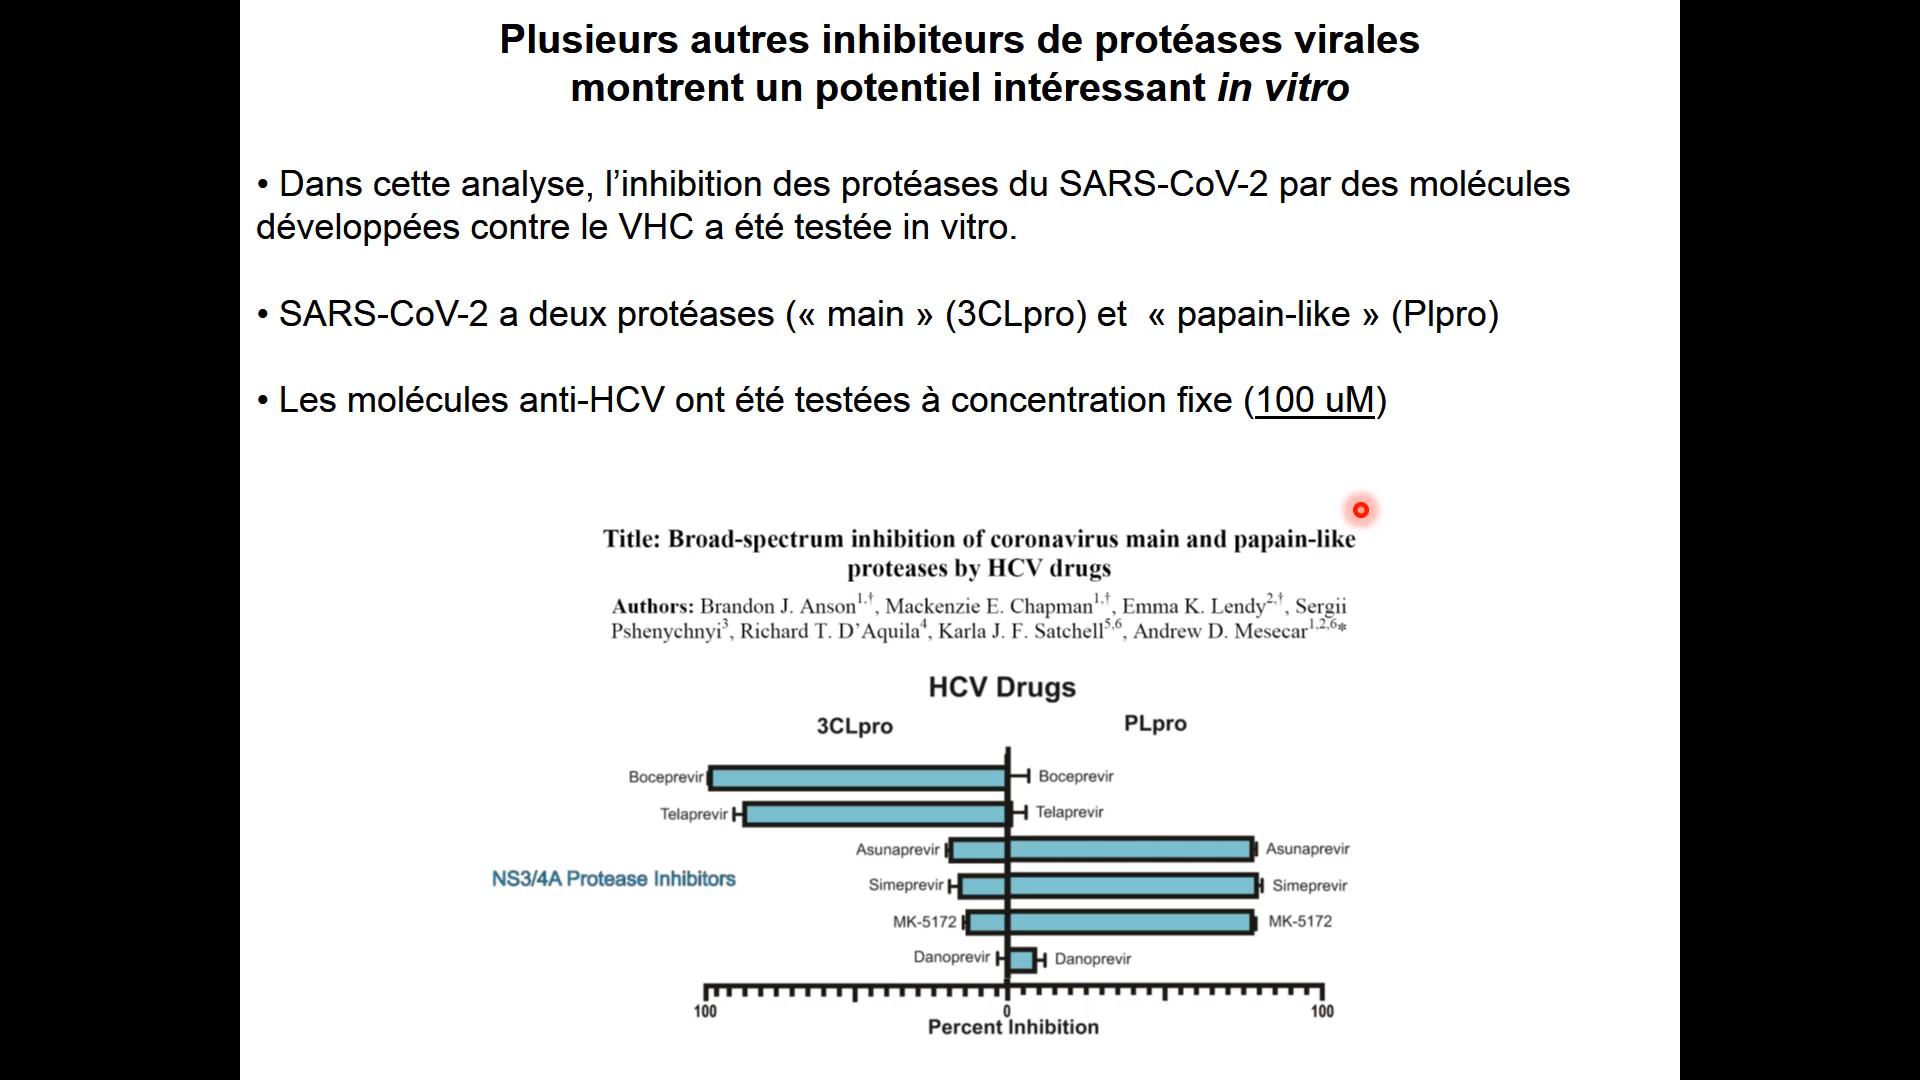 Plusieurs autres inhibiteurs de protéases virales
montrent un potentiel intéressant in vitro
• Dans cette analyse, l’inhibition des protéases du SARS-CoV-2 par des molécules
développées contre le VHC a été testée in vitro.
• SARS-CoV-2 a deux protéases (« main » (3CLpro) et « papain-like » (Plpro)
• Les molécules anti-HCV ont été testées à concentration fixe (100 uM)
Title: Broad-spectrum inhibition of coronavirus main and papain-like
proteases by HCV drugs
Authors: Brandon J. Anson1,†, Mackenzie E. Chapman1,†, Emma K. Lendy2,†, Sergii
Pshenychnyi3, Richard T. D’Aquila4, Karla J. F. Satchell5,6, Andrew D. Mesecar1,2,6*
HCV Drugs
3CLpro PLpro
Boceprevir Boceprevir
Telaprevir Telaprevir
Asunaprevir Asunaprevir
NS3/4A Protease Inhibitors
Simeprevir Simeprevir
MK-5172 MK-5172
Danoprevir Danoprevir
100 0 100
Percent Inhibition